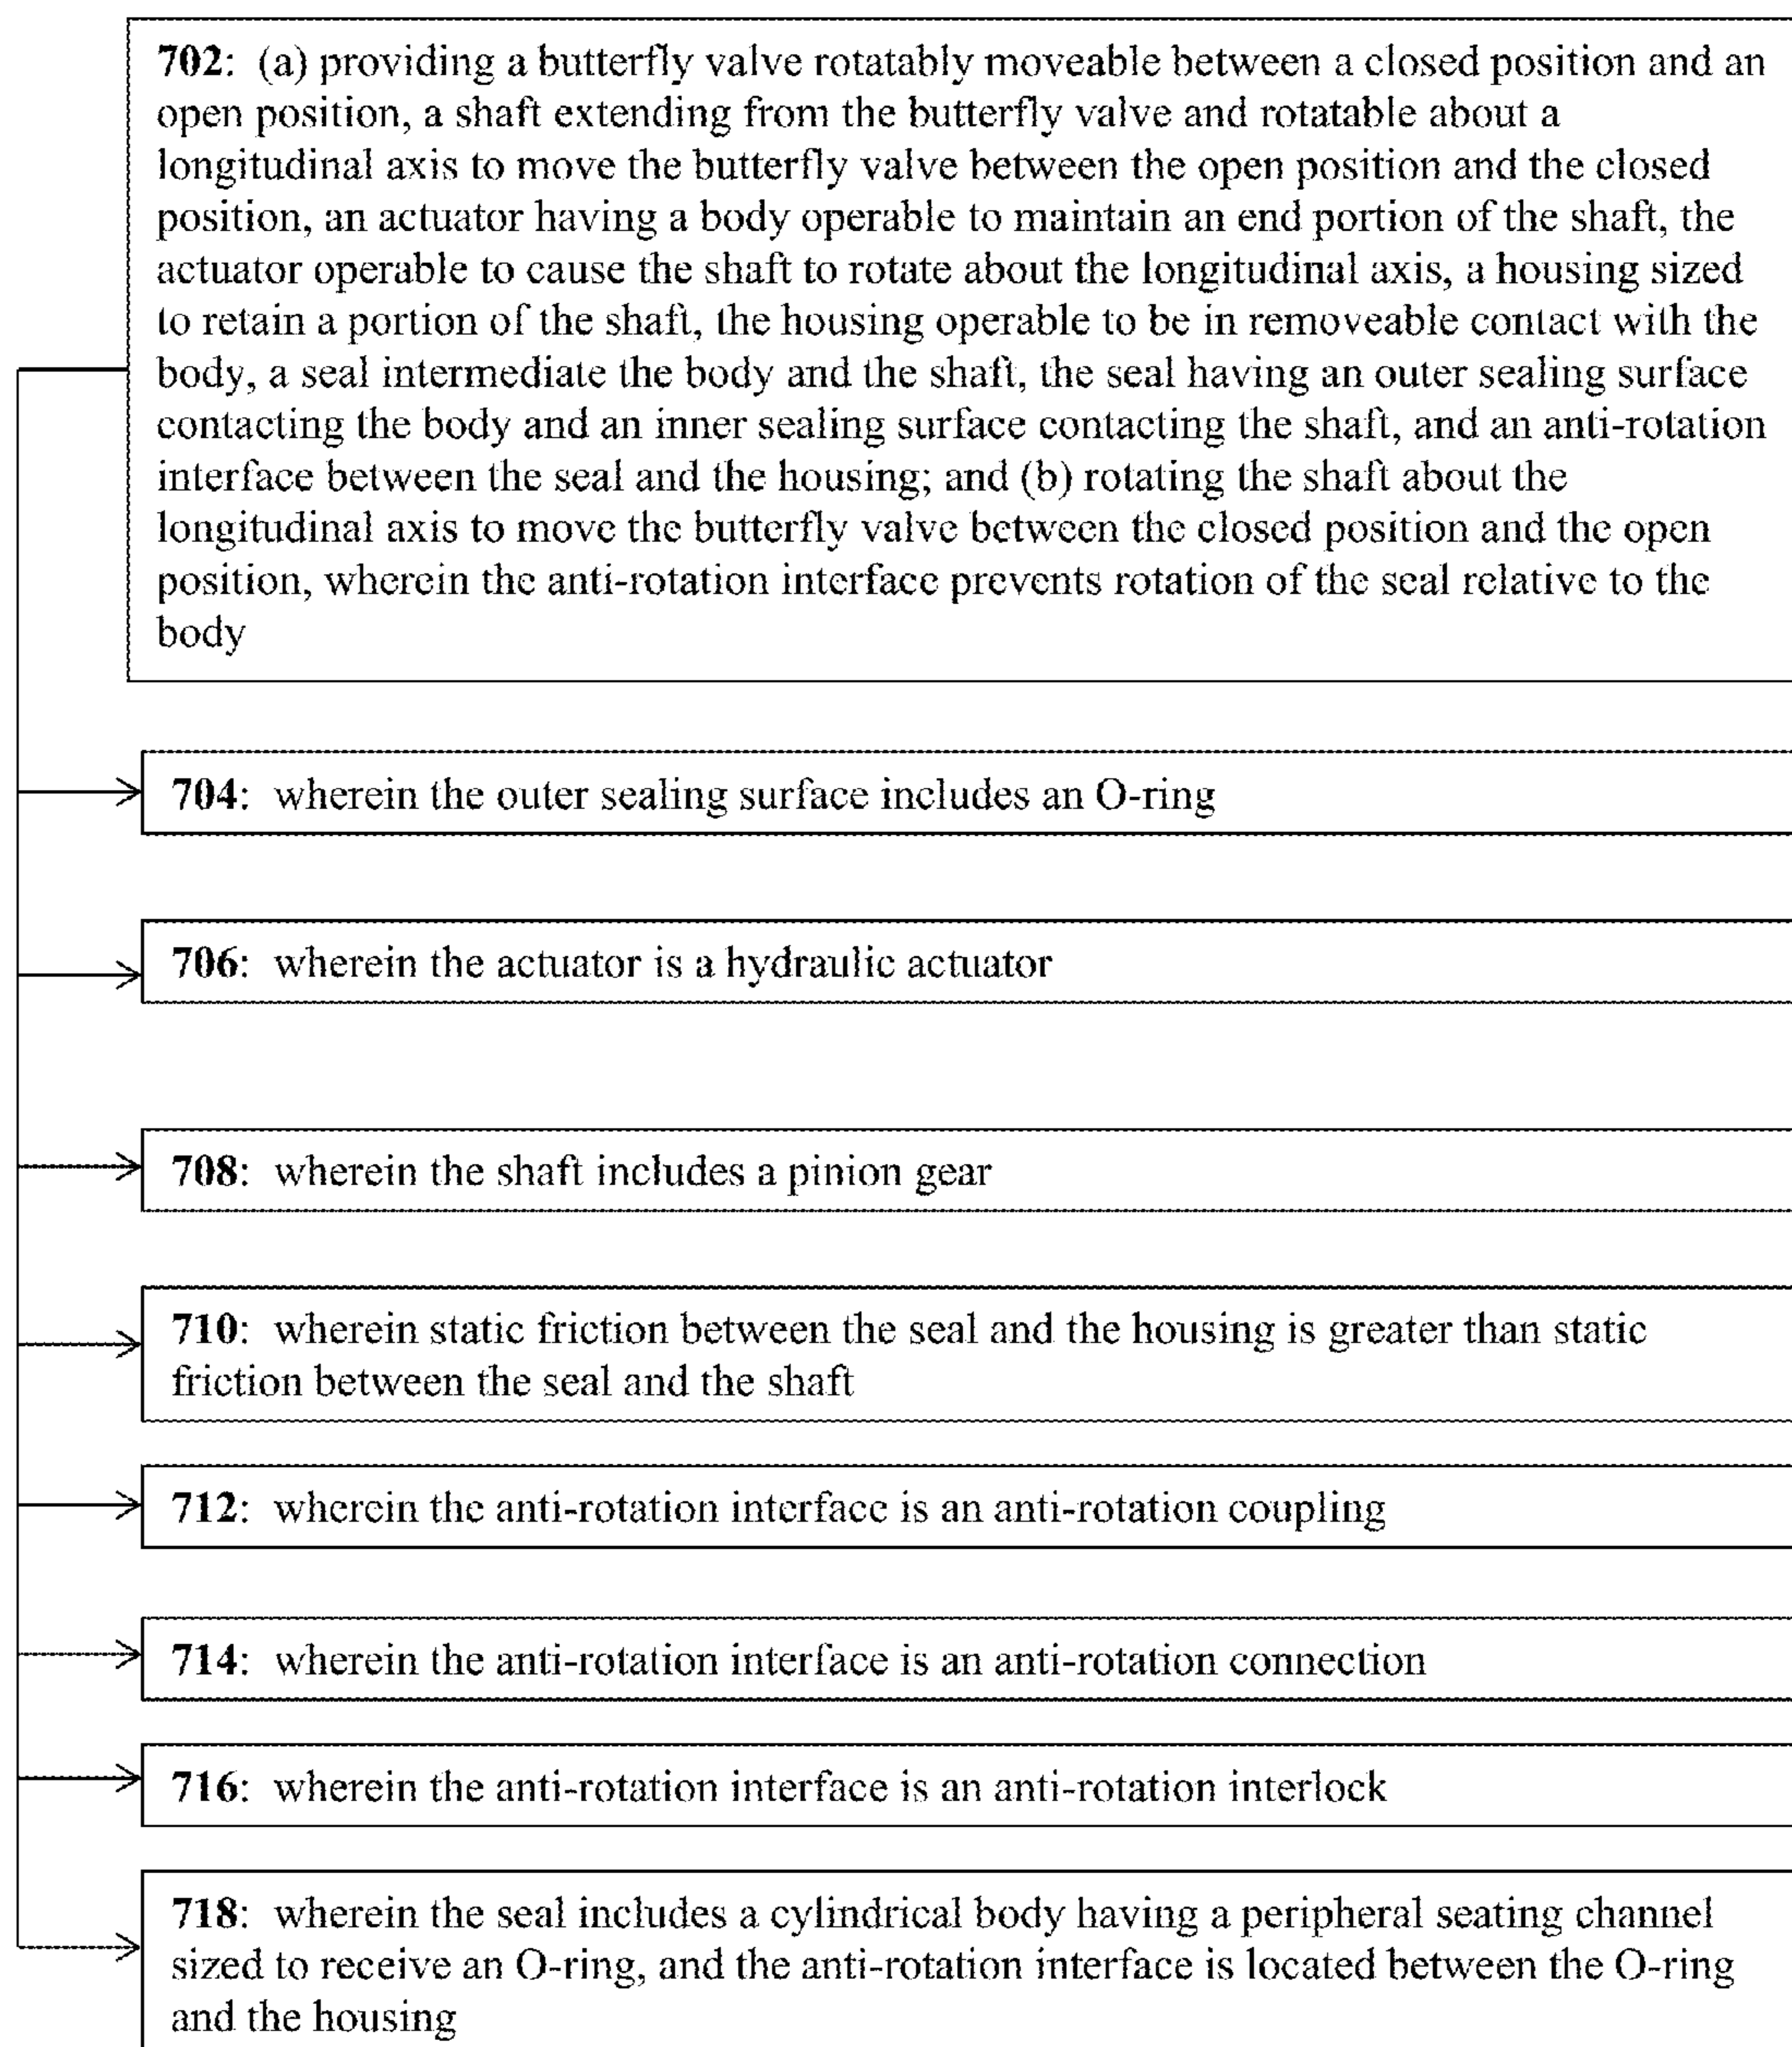 702: (a) providing a butterfly valve rotatably moveable between a closed position and an
open position, a shaft extending from the butterfly valve and rotatable about a
longitudinal axis to move the butterfly valve between the open position and the closed
position, an actuator having a body operable to maintain an end portion of the shaft, the
actuator operable to cause the shaft to rotate about the longitudinal axis, a housing sized
to retain a portion of the shaft, the housing operable to be in removeable contact with the
body, a seal intermediate the body and the shaft, the seal having an outer sealing surface
contacting the body and an inner sealing surface contacting the shaft, and an anti-rotation
interface between the seal and the housing; and (b) rotating the shaft about the
longitudinal axis to move the butterfly valve between the closed position and the open
position, wherein the anti-rotation interface prevents rotation of the seal relative to the
body
704: wherein the outer sealing surface includes an O-ring
706: wherein the actuator is a hydraulic actuator
708: wherein the shaft includes a pinion gear
710: wherein static friction between the seal and the housing is greater than static
friction between the seal and the shaft
712: wherein the anti-rotation interface is an anti-rotation coupling
714: wherein the anti-rotation interface is an anti-rotation connection
716: wherein the anti-rotation interface is an anti-rotation interlock
718: wherein the seal includes a cylindrical body having a peripheral seating channel
sized to receive an O-ring, and the anti-rotation interface is located between the O-ring
and the housing